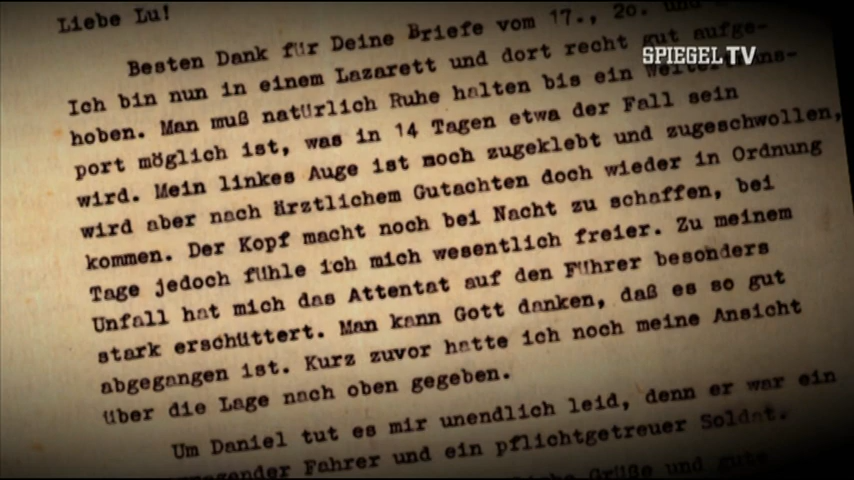 Liebe Lu!
SPIEGEL TV
Besten Dank für Deine Briefe vom 17., 20. und
Ich bin nun in einem Lazarett und dort recht gut aufge-
hoben. Man muß natürlich Ruhe halten bis ein Weitertrans-
port möglich ist, was in 14 Tagen etwa der Fall sein
wird. Mein linkes Auge ist noch zugeklebt und zugeschwollen,
wird aber nach Ärztlichem Gutachten doch wieder in Ordnung
kommen. Der Kopf macht noch bei Nacht zu schaffen, bei
Tage jedoch fühle ich mich wesentlich freier. Zu meinem
Unfall hat mich das Attentat auf den Führer besonders
stark erschüttert. Man kann Gott danken, daß es so gut
abgegangen ist. Kurz zuvor hatte ich noch meine Ansicht
über die Lage nach oben gegeben.
Um Daniel tut es mir unendlich leid, denn er war ein
Fahrer und ein pflichtgetreuer Soldat.
Grüße und gute